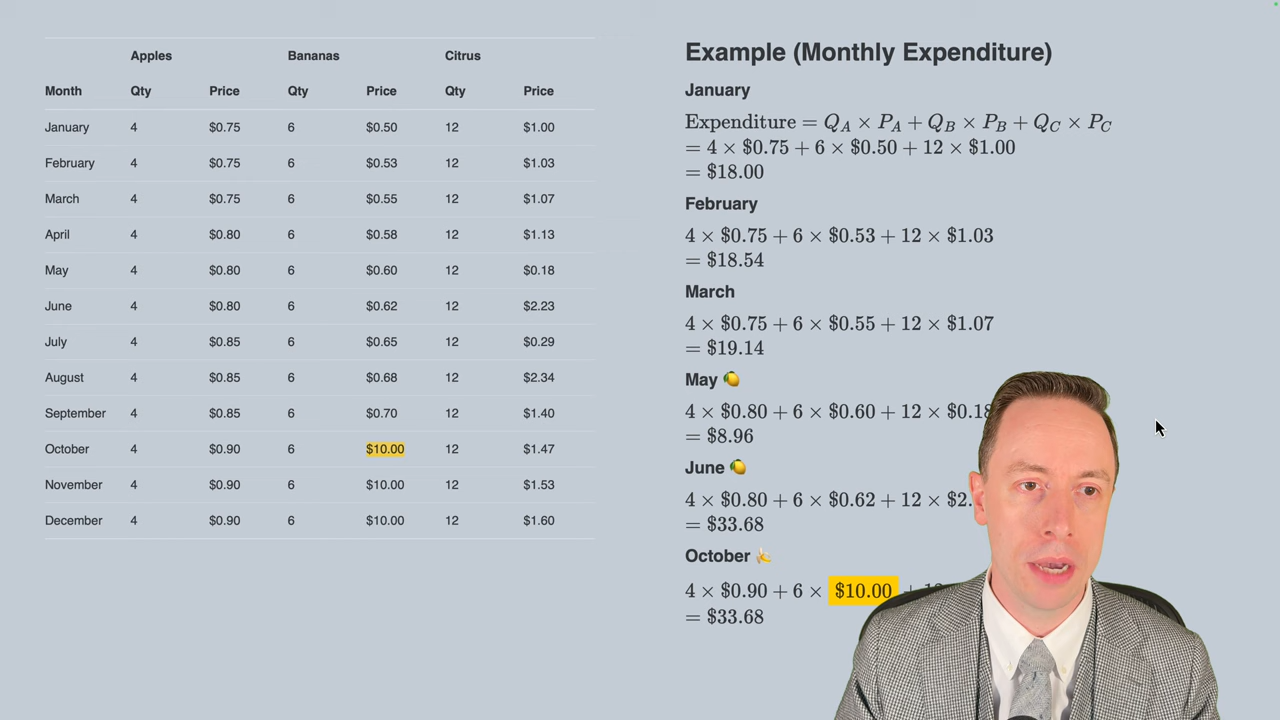 Apples Bananas Citrus
Month Qty Price Qty Price Qty Price
January 4 $0.75 6 $0.50 12 $1.00
February 4 $0.75 6 $0.53 12 $1.03
March 4 $0.75 6 $0.55 12 $1.07
April 4 $0.80 6 $0.58 12 $1.13
May 4 $0.80 6 $0.60 12 $0.18
June 4 $0.80 6 $0.62 12 $2.23
July 4 $0.85 6 $0.65 12 $0.29
August 4 $0.85 6 $0.68 12 $2.34
September 4 $0.85 6 $0.70 12 $1.40
October 4 $0.90 6 $10.00 12 $1.47
November 4 $0.90 6 $10.00 12 $1.53
December 4 $0.90 6 $10.00 12 $1.60
Example (Monthly Expenditure)
January
Expenditure = Q_A × P_A + Q_B × P_B + Q_C × P_C
= 4 × $0.75 + 6 × $0.50 + 12 × $1.00
= $18.00
February
4 × $0.75 + 6 × $0.53 + 12 × $1.03
= $18.54
March
4 × $0.75 + 6 × $0.55 + 12 × $1.07
= $19.14
May 🍋
4 × $0.80 + 6 × $0.60 + 12 × $0.18
= $8.96
June 🍋
4 × $0.80 + 6 × $0.62 + 12 × $2.
= $33.68
October 🍌
4 × $0.90 + 6 × $10.00 +
= $33.68